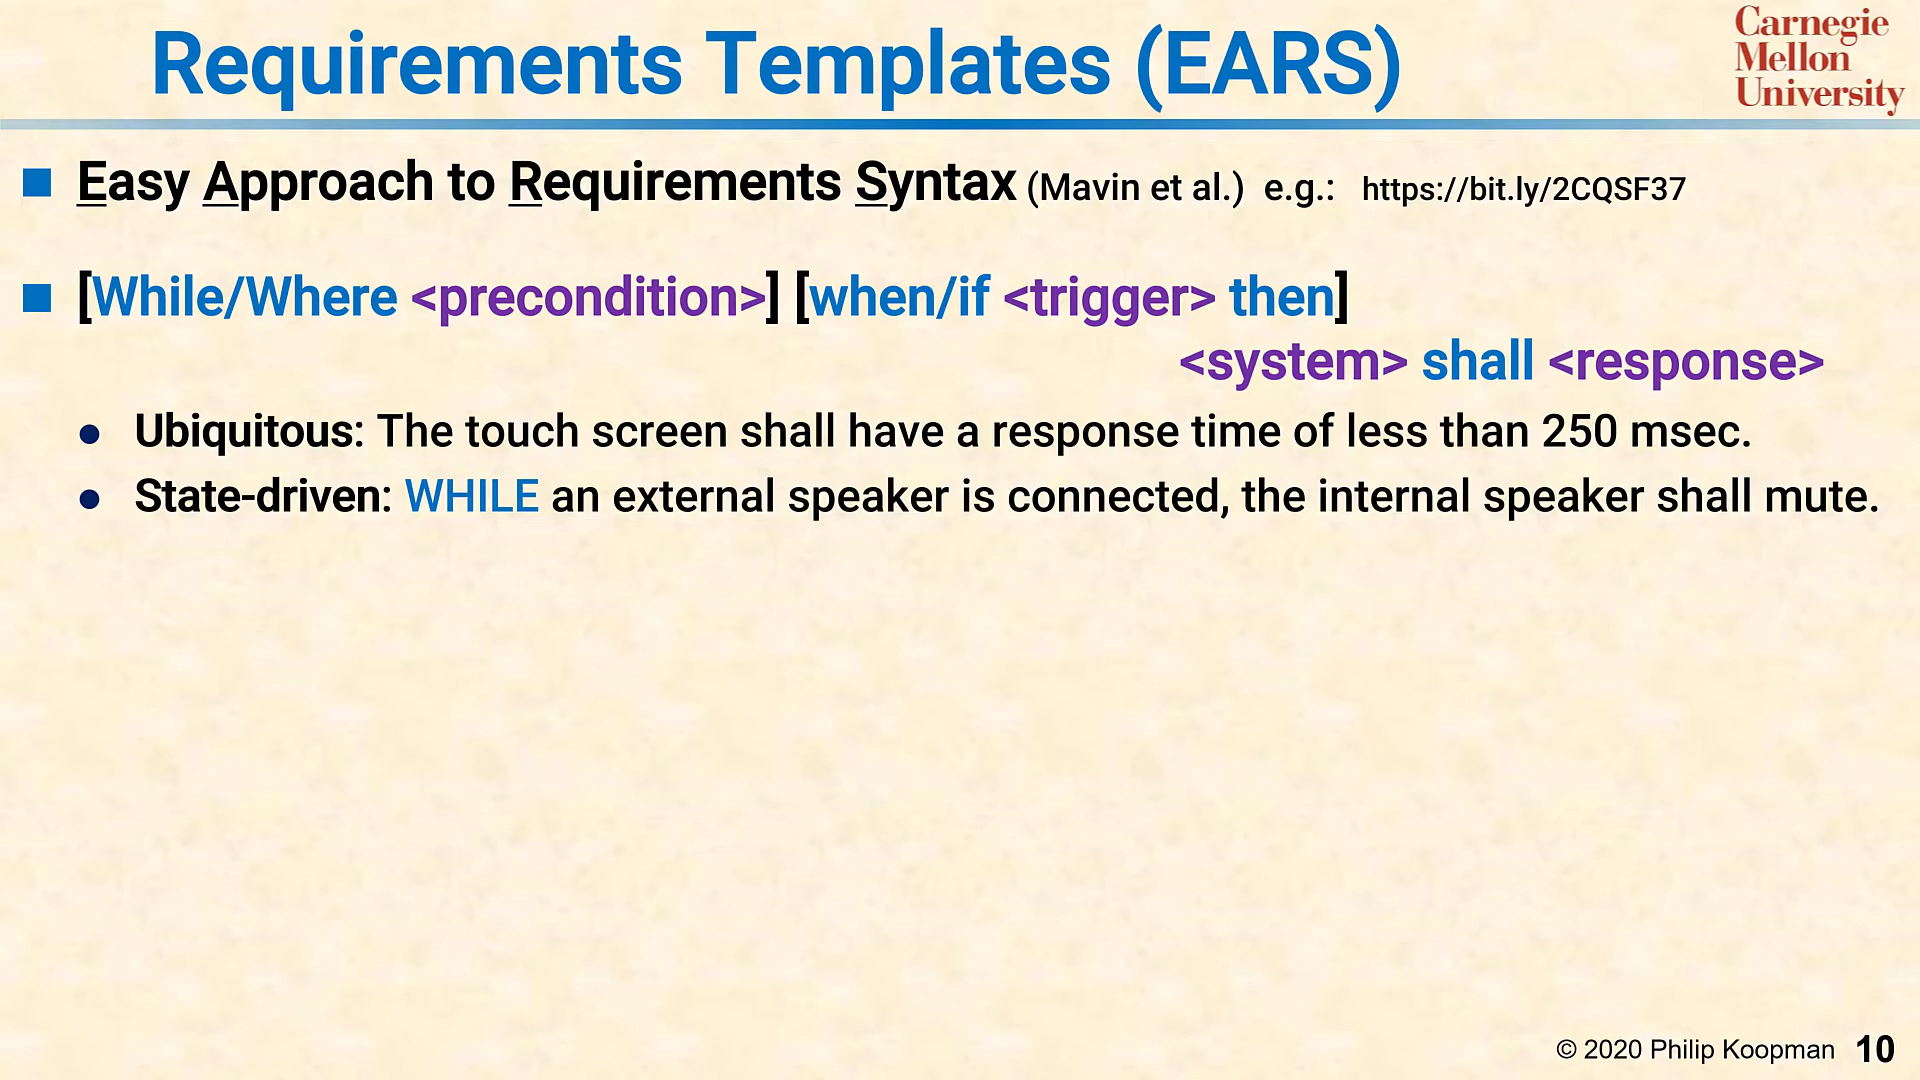 Requirements Templates (EARS)
Carnegie
Mellon
University
Easy Approach to Requirements Syntax (Mavin et al.) e.g.: https://bit.ly/2CQSF37
[While/Where <precondition>] [when/if <trigger> then]
<system> shall <response>
Ubiquitous: The touch screen shall have a response time of less than 250 msec.
State-driven: WHILE an external speaker is connected, the internal speaker shall mute.
© 2020 Philip Koopman 10